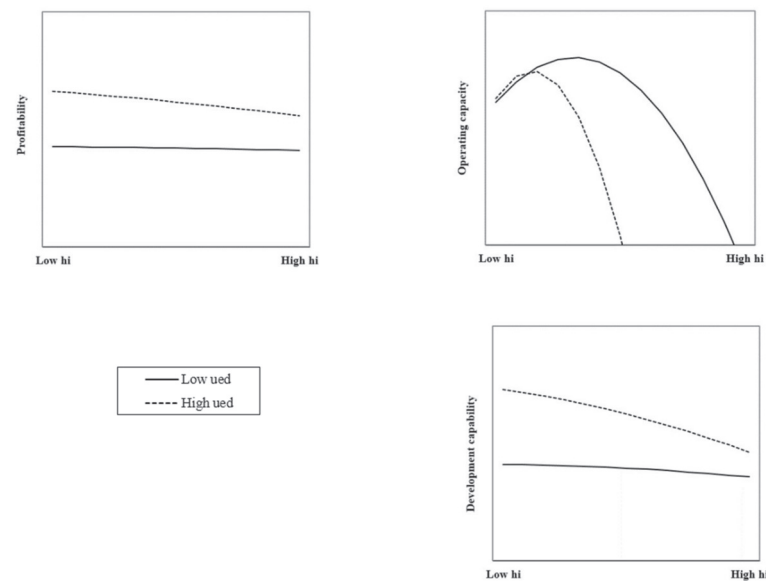 Profitability
Low hi
High hi
Operating capacity
Low hi
High hi
Low ued
High ued
Development capability
Low hi
High hi